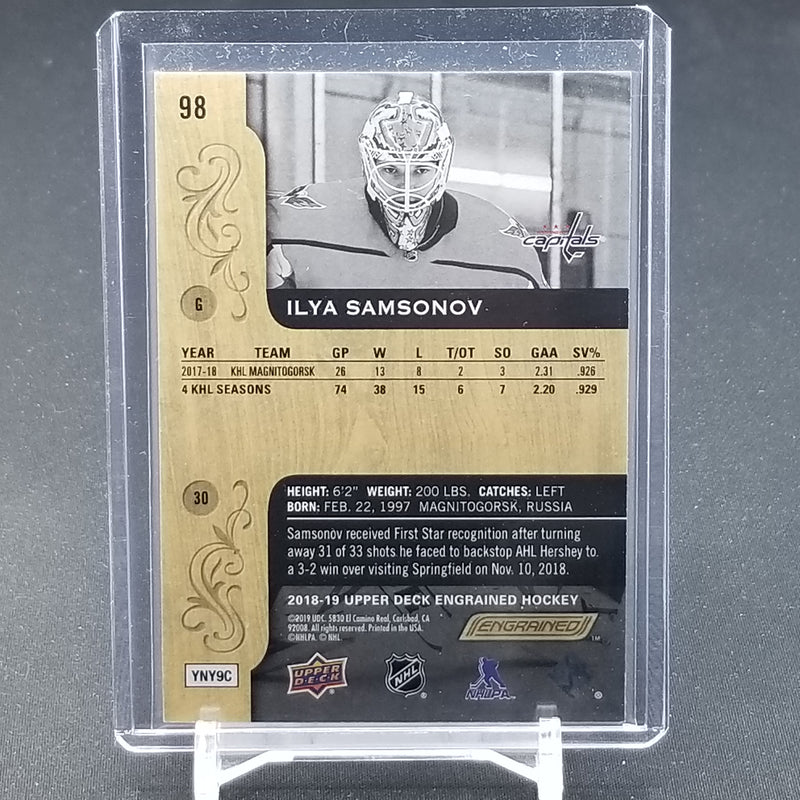 98
capitals
G
ILYA SAMSONOV
YEAR TEAM GP W L T/OT SO GAA SV%
2017-18 KHL MAGNITOGORSK 26 13 8 2 3 2.31 .926
4 KHL SEASONS 74 38 15 6 7 2.20 .929
30
HEIGHT: 6'2" WEIGHT: 200 LBS. CATCHES: LEFT
BORN: FEB. 22, 1997 MAGNITOGORSK, RUSSIA
Samsonov received First Star recognition after turning
away 31 of 33 shots he faced to backstop AHL Hershey to
a 3-2 win over visiting Springfield on Nov. 10, 2018.
2018-19 UPPER DECK ENGRAINED HOCKEY
©2019 UDC. 5830 El Camino Real, Carlsbad, CA
92008. All rights reserved. Printed in the USA.
©NHLPA. © NHL.
ENGRAINED TM
YNY9C
UPPER DECK
NHL ®
NHLPA
®